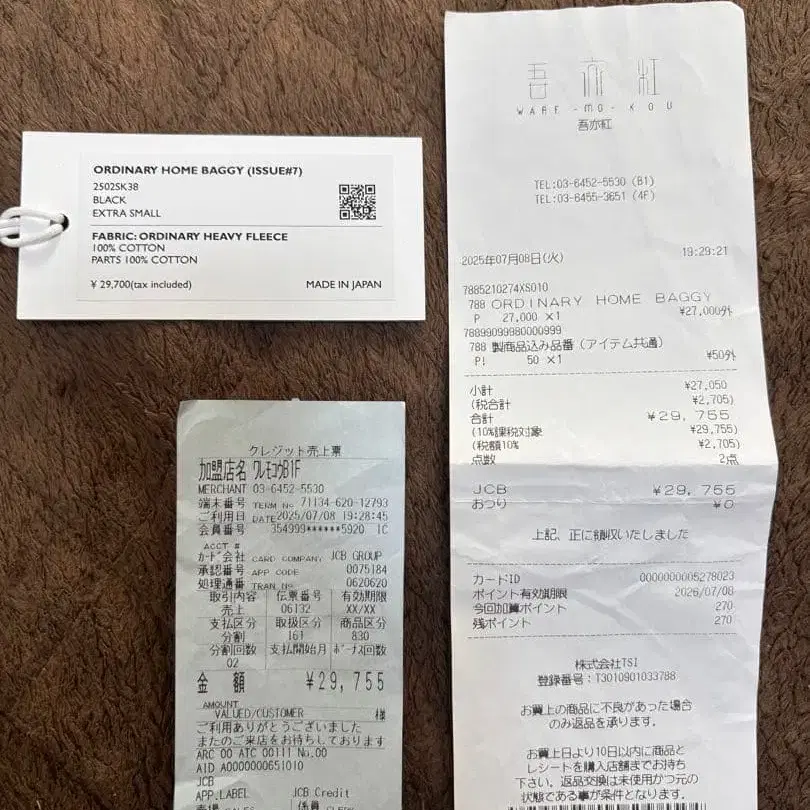 ORDINARY HOME BAGGY (ISSUE#7)
2502SK38
BLACK
EXTRA SMALL
FABRIC: ORDINARY HEAVY FLEECE
100% COTTON
PARTS 100% COTTON
¥ 29,700(tax included)
MADE IN JAPAN
クレジット売上票
加盟店名 ワレモコウB1F
MERCHANT 03-6452-5530
端末番号 TERM No 71134-620-12793
ご利用日 DATE 2025/07/08 19:28:45
会員番号 354999******5920 IC
ACCT #
カード会社 CARD COMPANY JCB GROUP
承認番号 APP CODE 0075184
処理通番 TRAN No 0620620
取引内容 伝票番号 有効期限
売上 06132 XX/XX
支払区分 取扱区分 商品区分
分割 161 830
分割回数 支払開始月 ボーナス回数
02
金額 ¥29,755
AMOUNT
VALUED/CUSTOMER 様
ご利用ありがとうございました
またのご来店をお待ちしております
ARC 00 ATC 00111 No.00
AID A0000000651010
JCB
APP.LABEL JCB Credit
売場 SALES 係員 CLERK
吾亦紅
WARE-MO-KOU
吾亦紅
TEL:03-6452-5530 (B1)
TEL:03-6455-3651 (4F)
2025年07月08日(火) 19:29:21
7885210274XS010
788 ORDINARY HOME BAGGY
P 27,000 ×1 ¥27,000外
78899099980000999
788 製商品込み品番(アイテム共通)
P! 50 ×1 ¥50外
小計 ¥27,050
(税合計 ¥2,705)
合計 ¥29,755
(10%課税対象 ¥29,755)
(税額10% ¥2,705)
点数 2点
JCB ¥29,755
おつり ¥0
上記、正に領収いたしました
カードID 0000000005278023
ポイント有効期限 2026/07/08
今回加算ポイント 270
残ポイント 270
株式会社TSI
登録番号:T3010901033788
お買上の商品に不良があった場合
のみ返品を承ります。
お買上日より10日以内に商品と
レシートを購入店舗までお持ち
下さい。返品交換は未使用かつ元の
状態である事が条件となります。